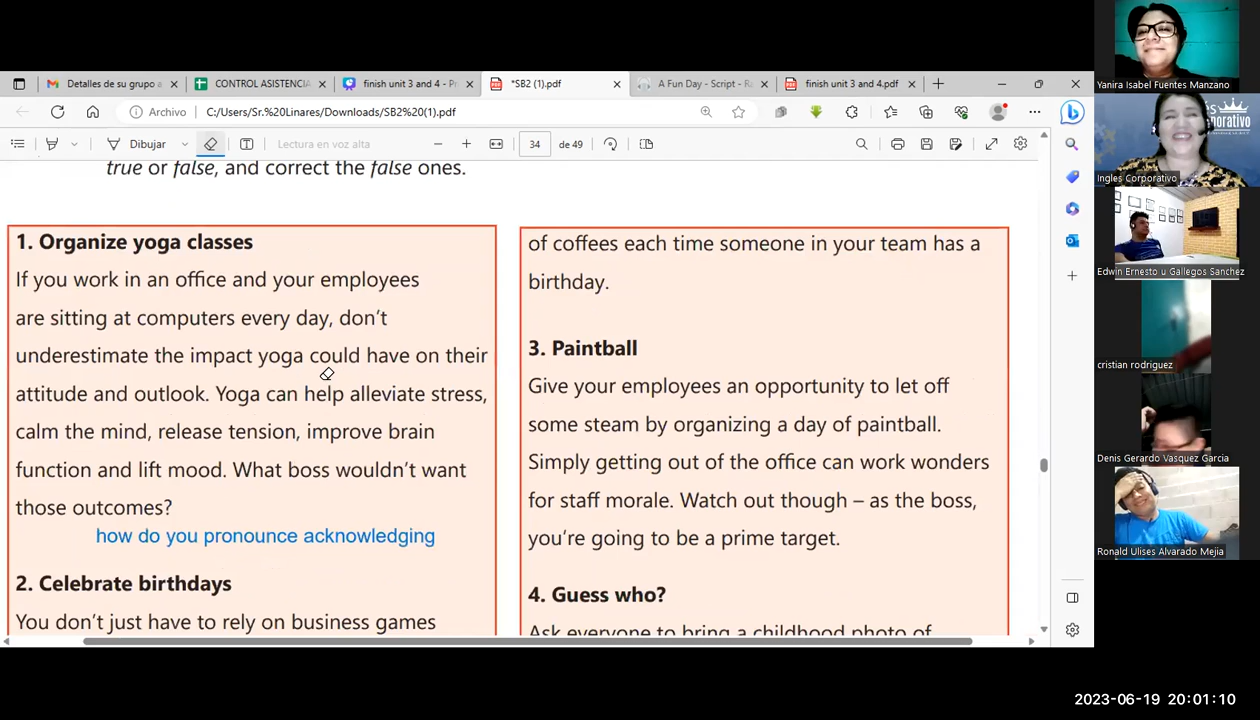 Detalles de su grupo a
CONTROL ASISTENCIA
finish unit 3 and 4 - Pr
*SB2 (1).pdf
A Fun Day - Script - Ra
finish unit 3 and 4.pdf
Archivo
C:/Users/Sr.%20Linares/Downloads/SB2%20(1).pdf
Dibujar
Lectura en voz alta
34
de 49
true or false, and correct the false ones.
1. Organize yoga classes
If you work in an office and your employees
are sitting at computers every day, don't
underestimate the impact yoga could have on their
attitude and outlook. Yoga can help alleviate stress,
calm the mind, release tension, improve brain
function and lift mood. What boss wouldn't want
those outcomes?
how do you pronounce acknowledging
2. Celebrate birthdays
You don't just have to rely on business games
of coffees each time someone in your team has a
birthday.
3. Paintball
Give your employees an opportunity to let off
some steam by organizing a day of paintball.
Simply getting out of the office can work wonders
for staff morale. Watch out though – as the boss,
you're going to be a prime target.
4. Guess who?
Ask everyone to bring a childhood photo of
Yanira Isabel Fuentes Manzano
Ingles Corporativo
Edwin Ernesto u Gallegos Sanchez
cristian rodriguez
Denis Gerardo Vasquez Garcia
Ronald Ulises Alvarado Mejia
2023-06-19 20:01:10